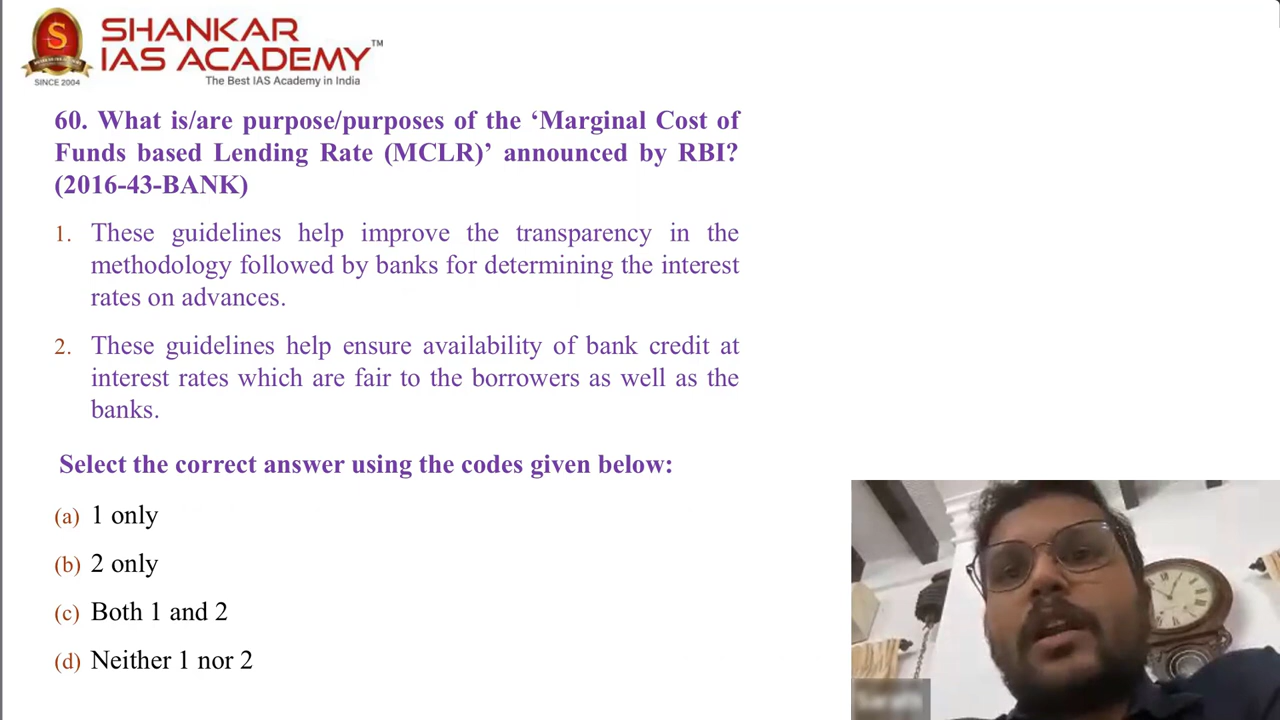 SHANKAR
IAS ACADEMY™
The Best IAS Academy in India
SINCE 2004
60. What is/are purpose/purposes of the ‘Marginal Cost of
Funds based Lending Rate (MCLR)’ announced by RBI?
(2016-43-BANK)
1. These guidelines help improve the transparency in the
methodology followed by banks for determining the interest
rates on advances.
2. These guidelines help ensure availability of bank credit at
interest rates which are fair to the borrowers as well as the
banks.
Select the correct answer using the codes given below:
(a) 1 only
(b) 2 only
(c) Both 1 and 2
(d) Neither 1 nor 2